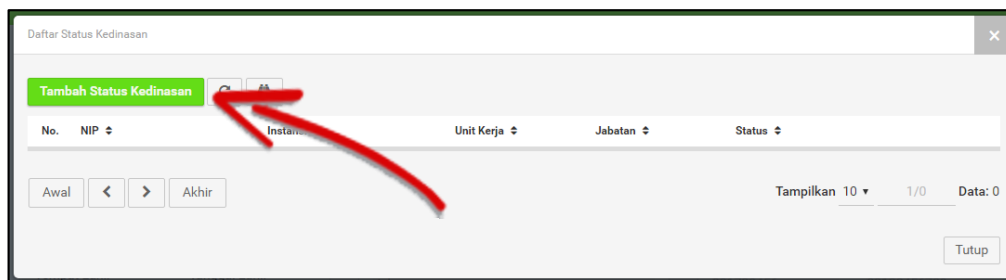 Daftar Status Kedinasan
Tambah Status Kedinasan
No. NIP Unit Kerja Jabatan Status
Awal Akhir Tampilkan 10 1/0 Data: 0
Tutup